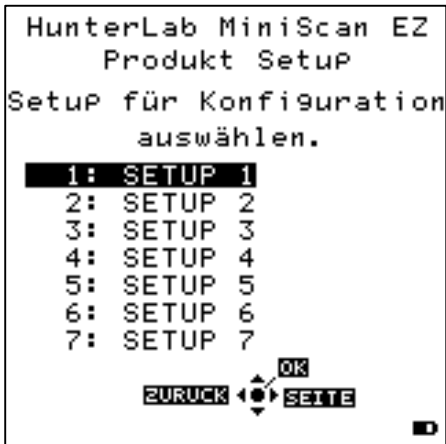 HunterLab MiniScan EZ
Produkt Setup
Setup für Konfiguration
auswählen.
1: SETUP 1
2: SETUP 2
3: SETUP 3
4: SETUP 4
5: SETUP 5
6: SETUP 6
7: SETUP 7
OK
ZURUCK SEITE